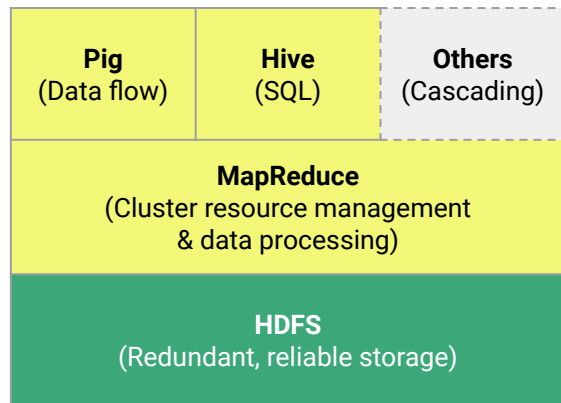 Pig
(Data flow)
Hive
(SQL)
Others
(Cascading)
MapReduce
(Cluster resource management
& data processing)
HDFS
(Redundant, reliable storage)